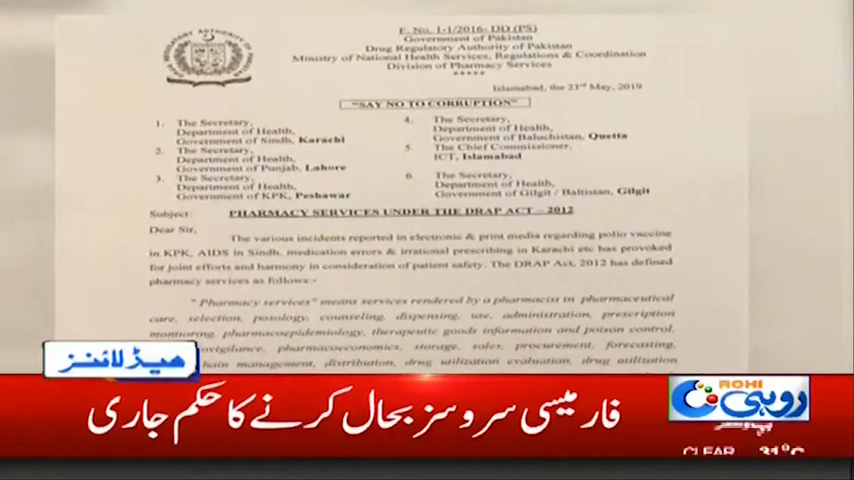 F. No. 1-1/2016- DD (PS)
Government of Pakistan
Drug Regulatory Authority of Pakistan
Ministry of National Health Services, Regulations & Coordination
Division of Pharmacy Services
*****
Islamabad, the 23rd May, 2019
"SAY NO TO CORRUPTION"
1. The Secretary,
Department of Health,
Government of Sindh, Karachi
2. The Secretary,
Department of Health,
Government of Punjab, Lahore
3. The Secretary,
Department of Health,
Government of KPK, Peshawar
4. The Secretary,
Department of Health,
Government of Baluchistan, Quetta
5. The Chief Commissioner,
ICT, Islamabad
6. The Secretary,
Department of Health,
Government of Gilgit / Baltistan, Gilgit
Subject: PHARMACY SERVICES UNDER THE DRAP ACT – 2012
Dear Sir,
The various incidents reported in electronic & print media regarding polio vaccine
in KPK, AIDS in Sindh, medication errors & irrational prescribing in Karachi etc has provoked
for joint efforts and harmony in consideration of patient safety. The DRAP Act, 2012 has defined
pharmacy services as follows:-
"Pharmacy services" means services rendered by a pharmacist in pharmaceutical
care, selection, posology, counseling, dispensing, use, administration, prescription
monitoring, pharmacoepidemiology, therapeutic goods information and poison control,
pharmacoeconomics, storage, sales, procurement, forecasting,
management, distribution, drug utilization evaluation, drug utilization
ہیڈلائنز
فارمیسی سروسز بحال کرنے کا حکم جاری
ROHI
روہی
CLEAR 31°C